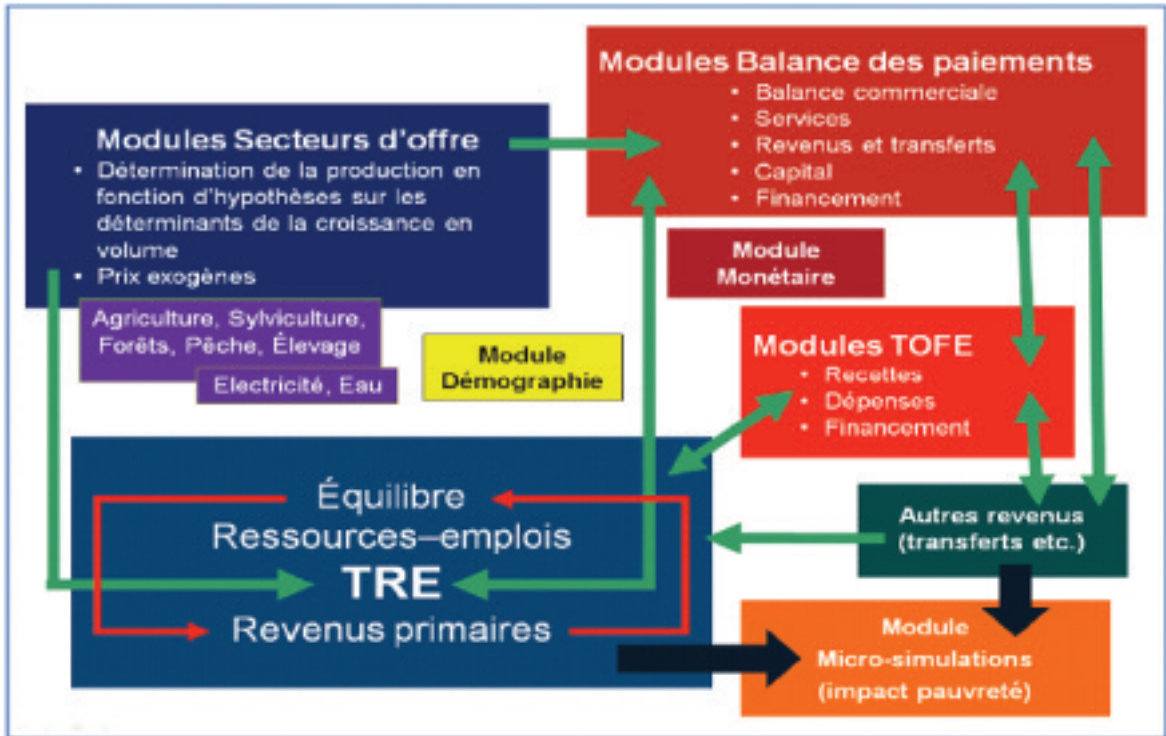 Modules Balance des paiements
• Balance commerciale
• Services
• Revenus et transferts
• Capital
• Financement
Modules Secteurs d'offre
• Détermination de la production en
fonction d'hypothèses sur les
déterminants de la croissance en
volume
• Prix exogènes
Module
Monétaire
Agriculture, Sylviculture,
Forêts, Pêche, Élevage
Electricité, Eau
Module
Démographie
Modules TOFE
• Recettes
• Dépenses
• Financement
Équilibre
Ressources–emplois
TRE
Revenus primaires
Autres revenus
(transferts etc.)
Module
Micro-simulations
(impact pauvreté)